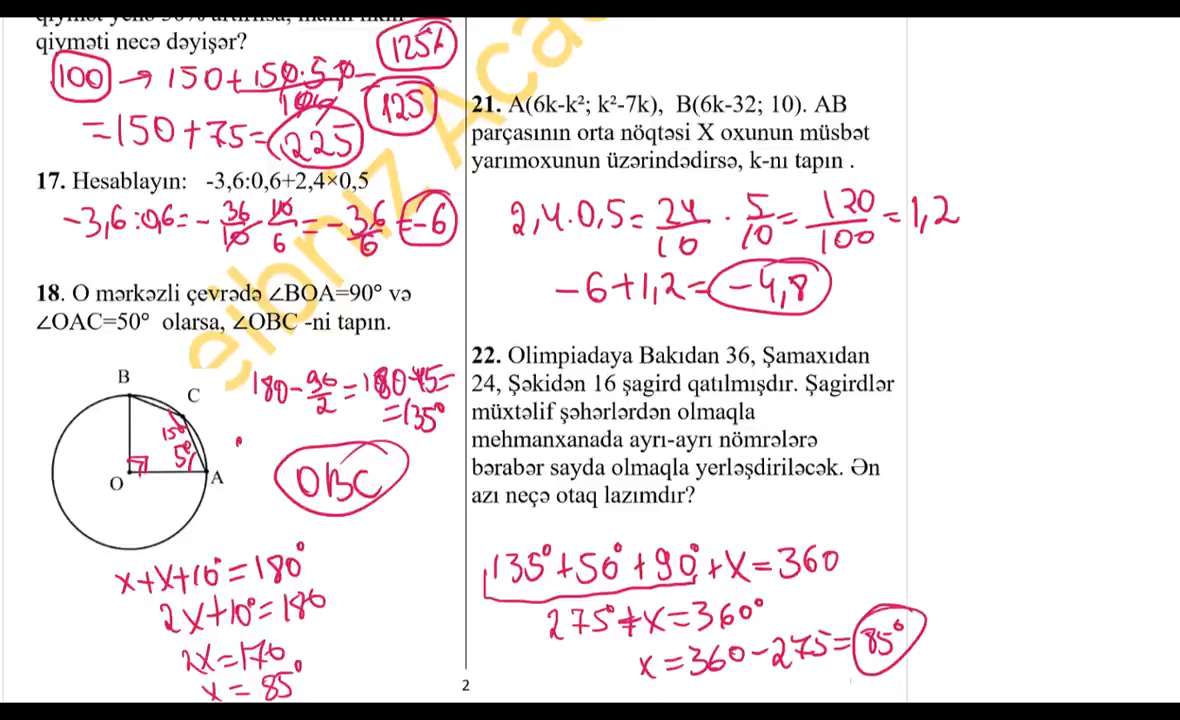 qiyməti necə dəyişər?
100 → 150 + 150·50
100
125%
125
= 150 + 75 = 225
17. Hesablayın: -3,6:0,6+2,4×0,5
-3,6:0,6 = - 36/10 · 10/6 = - 36/6 = -6
18. O mərkəzli çevrədə ∠BOA=90° və
∠OAC=50° olarsa, ∠OBC -ni tapın.
180 - 90/2 = 180-45=
=135°
B
C
O
A
OBC
x+x+10°=180°
2x+10°=180
2x=170
x = 85°
21. A(6k-k²; k²-7k), B(6k-32; 10). AB
parçasının orta nöqtəsi X oxunun müsbət
yarımoxunun üzərindədirsə, k-nı tapın .
2,4·0,5= 24/10 · 5/10 = 120/100 = 1,2
-6+1,2= -4,8
22. Olimpiadaya Bakıdan 36, Şamaxıdan
24, Şəkidən 16 şagird qatılmışdır. Şagirdlər
müxtəlif şəhərlərdən olmaqla
mehmanxanada ayrı-ayrı nömrələrə
bərabər sayda olmaqla yerləşdiriləcək. Ən
azı neçə otaq lazımdır?
135°+50°+90°+x=360
275°+x=360°
x=360-275=85°
2